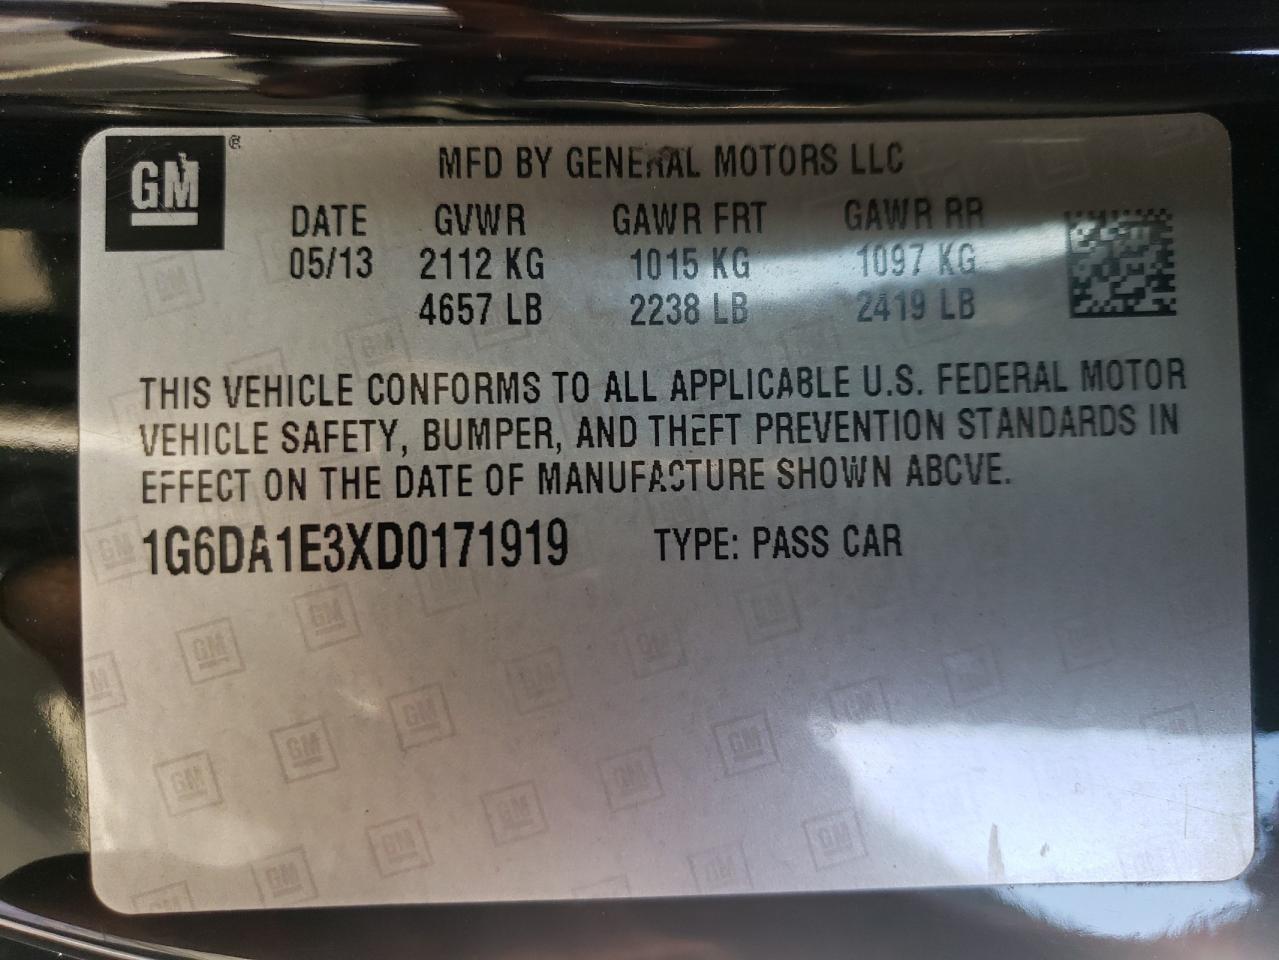 GM ®
MFD BY GENERAL MOTORS LLC
DATE GVWR GAWR FRT GAWR RR
05/13 2112 KG 1015 KG 1097 KG
4657 LB 2238 LB 2419 LB
THIS VEHICLE CONFORMS TO ALL APPLICABLE U.S. FEDERAL MOTOR
VEHICLE SAFETY, BUMPER, AND THEFT PREVENTION STANDARDS IN
EFFECT ON THE DATE OF MANUFACTURE SHOWN ABOVE.
1G6DA1E3XD0171919 TYPE: PASS CAR